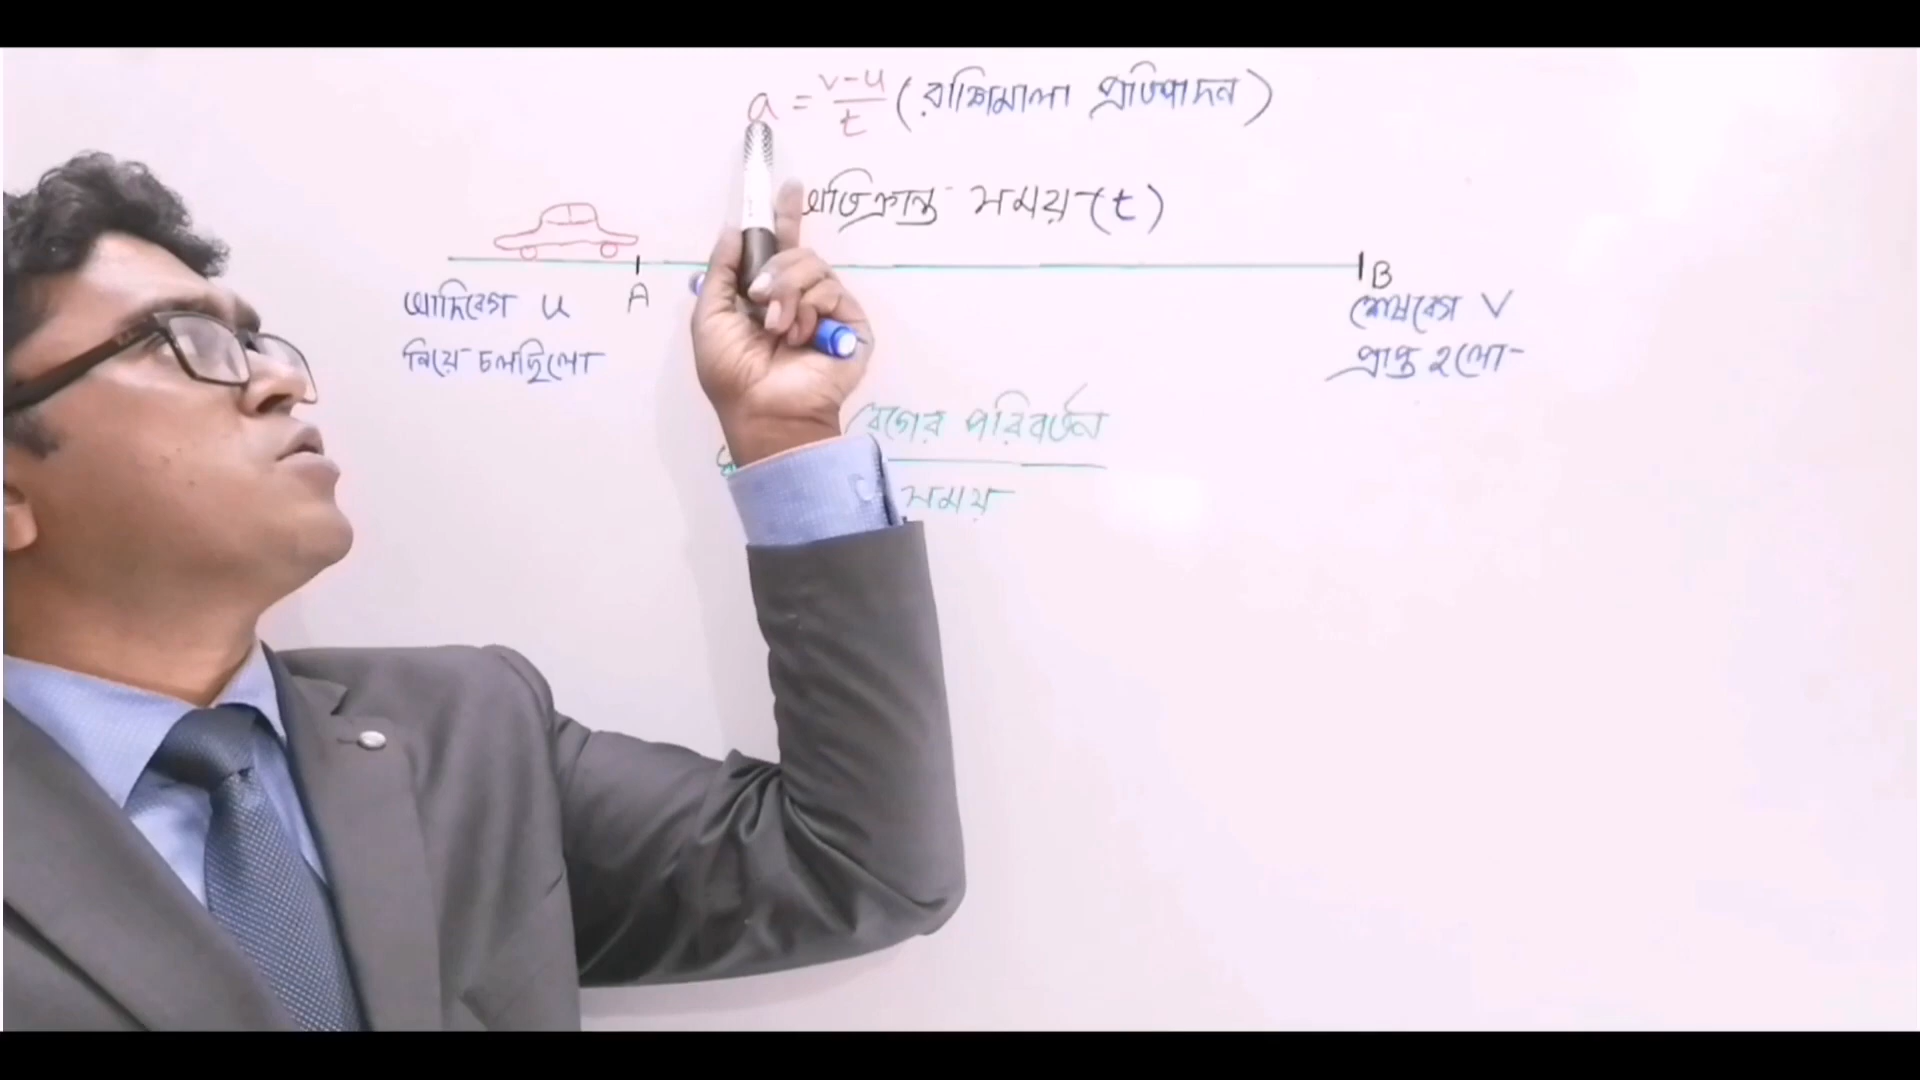 a = v-u/t (রাশিমালা প্রতিপাদন)
অতিক্রান্ত সময় (t)
A
B
আদিবেগ u
নিয়ে চলছিলো
শেষবেগ v
প্রাপ্ত হলো
বেগের পরিবর্তন
সময়